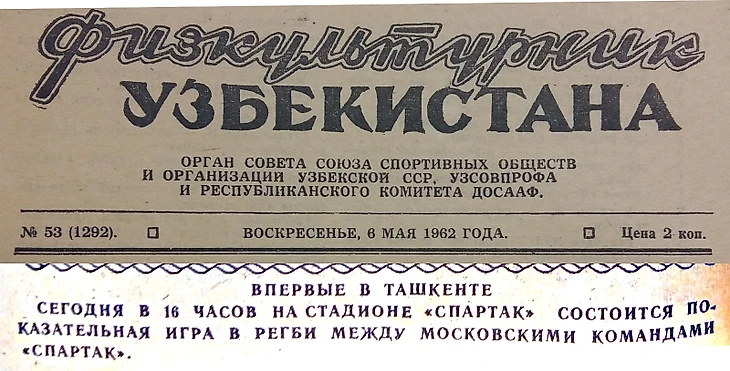 Физкультурник
УЗБЕКИСТАНА
ОРГАН СОВЕТА СОЮЗА СПОРТИВНЫХ ОБЩЕСТВ
И ОРГАНИЗАЦИИ УЗБЕКСКОЙ ССР, УЗСОВПРОФА
И РЕСПУБЛИКАНСКОГО КОМИТЕТА ДОСААФ.
№ 53 (1292). ВОСКРЕСЕНЬЕ, 6 МАЯ 1962 ГОДА. Цена 2 коп.
ВПЕРВЫЕ В ТАШКЕНТЕ
СЕГОДНЯ В 16 ЧАСОВ НА СТАДИОНЕ «СПАРТАК» СОСТОИТСЯ ПО-
КАЗАТЕЛЬНАЯ ИГРА В РЕГБИ МЕЖДУ МОСКОВСКИМИ КОМАНДАМИ
«СПАРТАК».